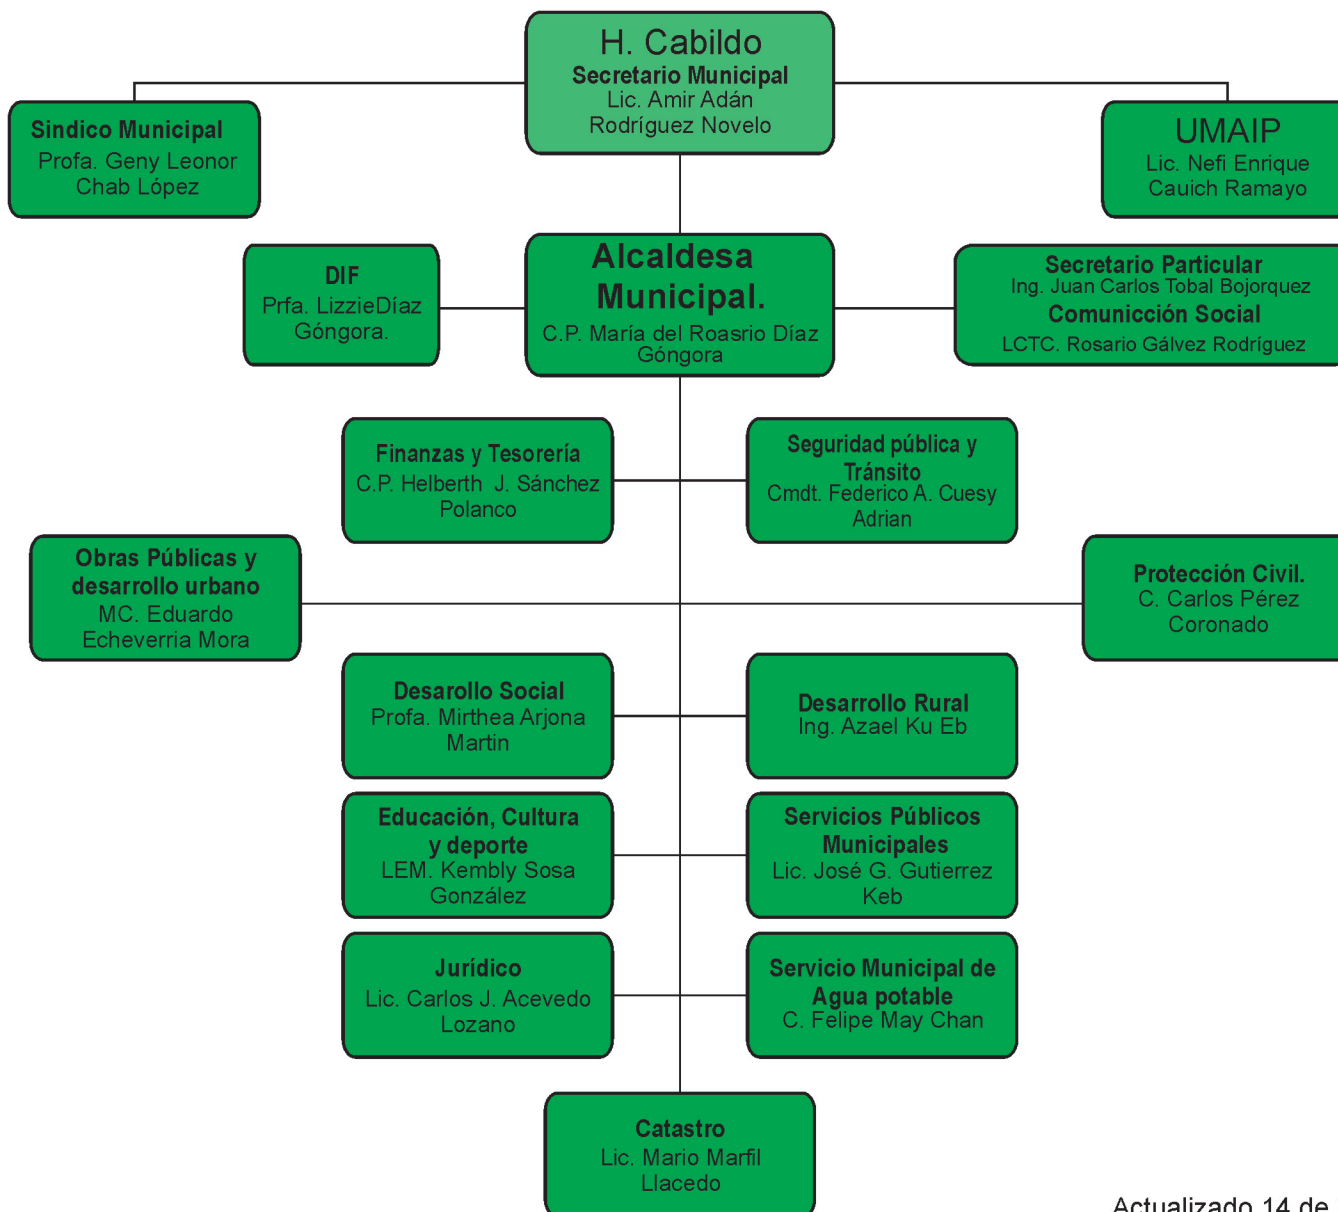 H. Cabildo
Secretario Municipal
Lic. Amir Adán
Rodríguez Novelo
Sindico Municipal
Profa. Geny Leonor
Chab López
UMAIP
Lic. Nefi Enrique
Cauich Ramayo
DIF
Prfa. LizzieDíaz
Góngora.
Alcaldesa
Municipal.
C.P. María del Roasrio Díaz
Góngora
Secretario Particular
Ing. Juan Carlos Tobal Bojorquez
Comunicción Social
LCTC. Rosario Gálvez Rodríguez
Finanzas y Tesorería
C.P. Helberth J. Sánchez
Polanco
Seguridad pública y
Tránsito
Cmdt. Federico A. Cuesy
Adrian
Obras Públicas y
desarrollo urbano
MC. Eduardo
Echeverria Mora
Protección Civil.
C. Carlos Pérez
Coronado
Desarollo Social
Profa. Mirthea Arjona
Martin
Desarrollo Rural
Ing. Azael Ku Eb
Educación, Cultura
y deporte
LEM. Kembly Sosa
González
Servicios Públicos
Municipales
Lic. José G. Gutierrez
Keb
Jurídico
Lic. Carlos J. Acevedo
Lozano
Servicio Municipal de
Agua potable
C. Felipe May Chan
Catastro
Lic. Mario Marfil
Llacedo
Actualizado 14 de